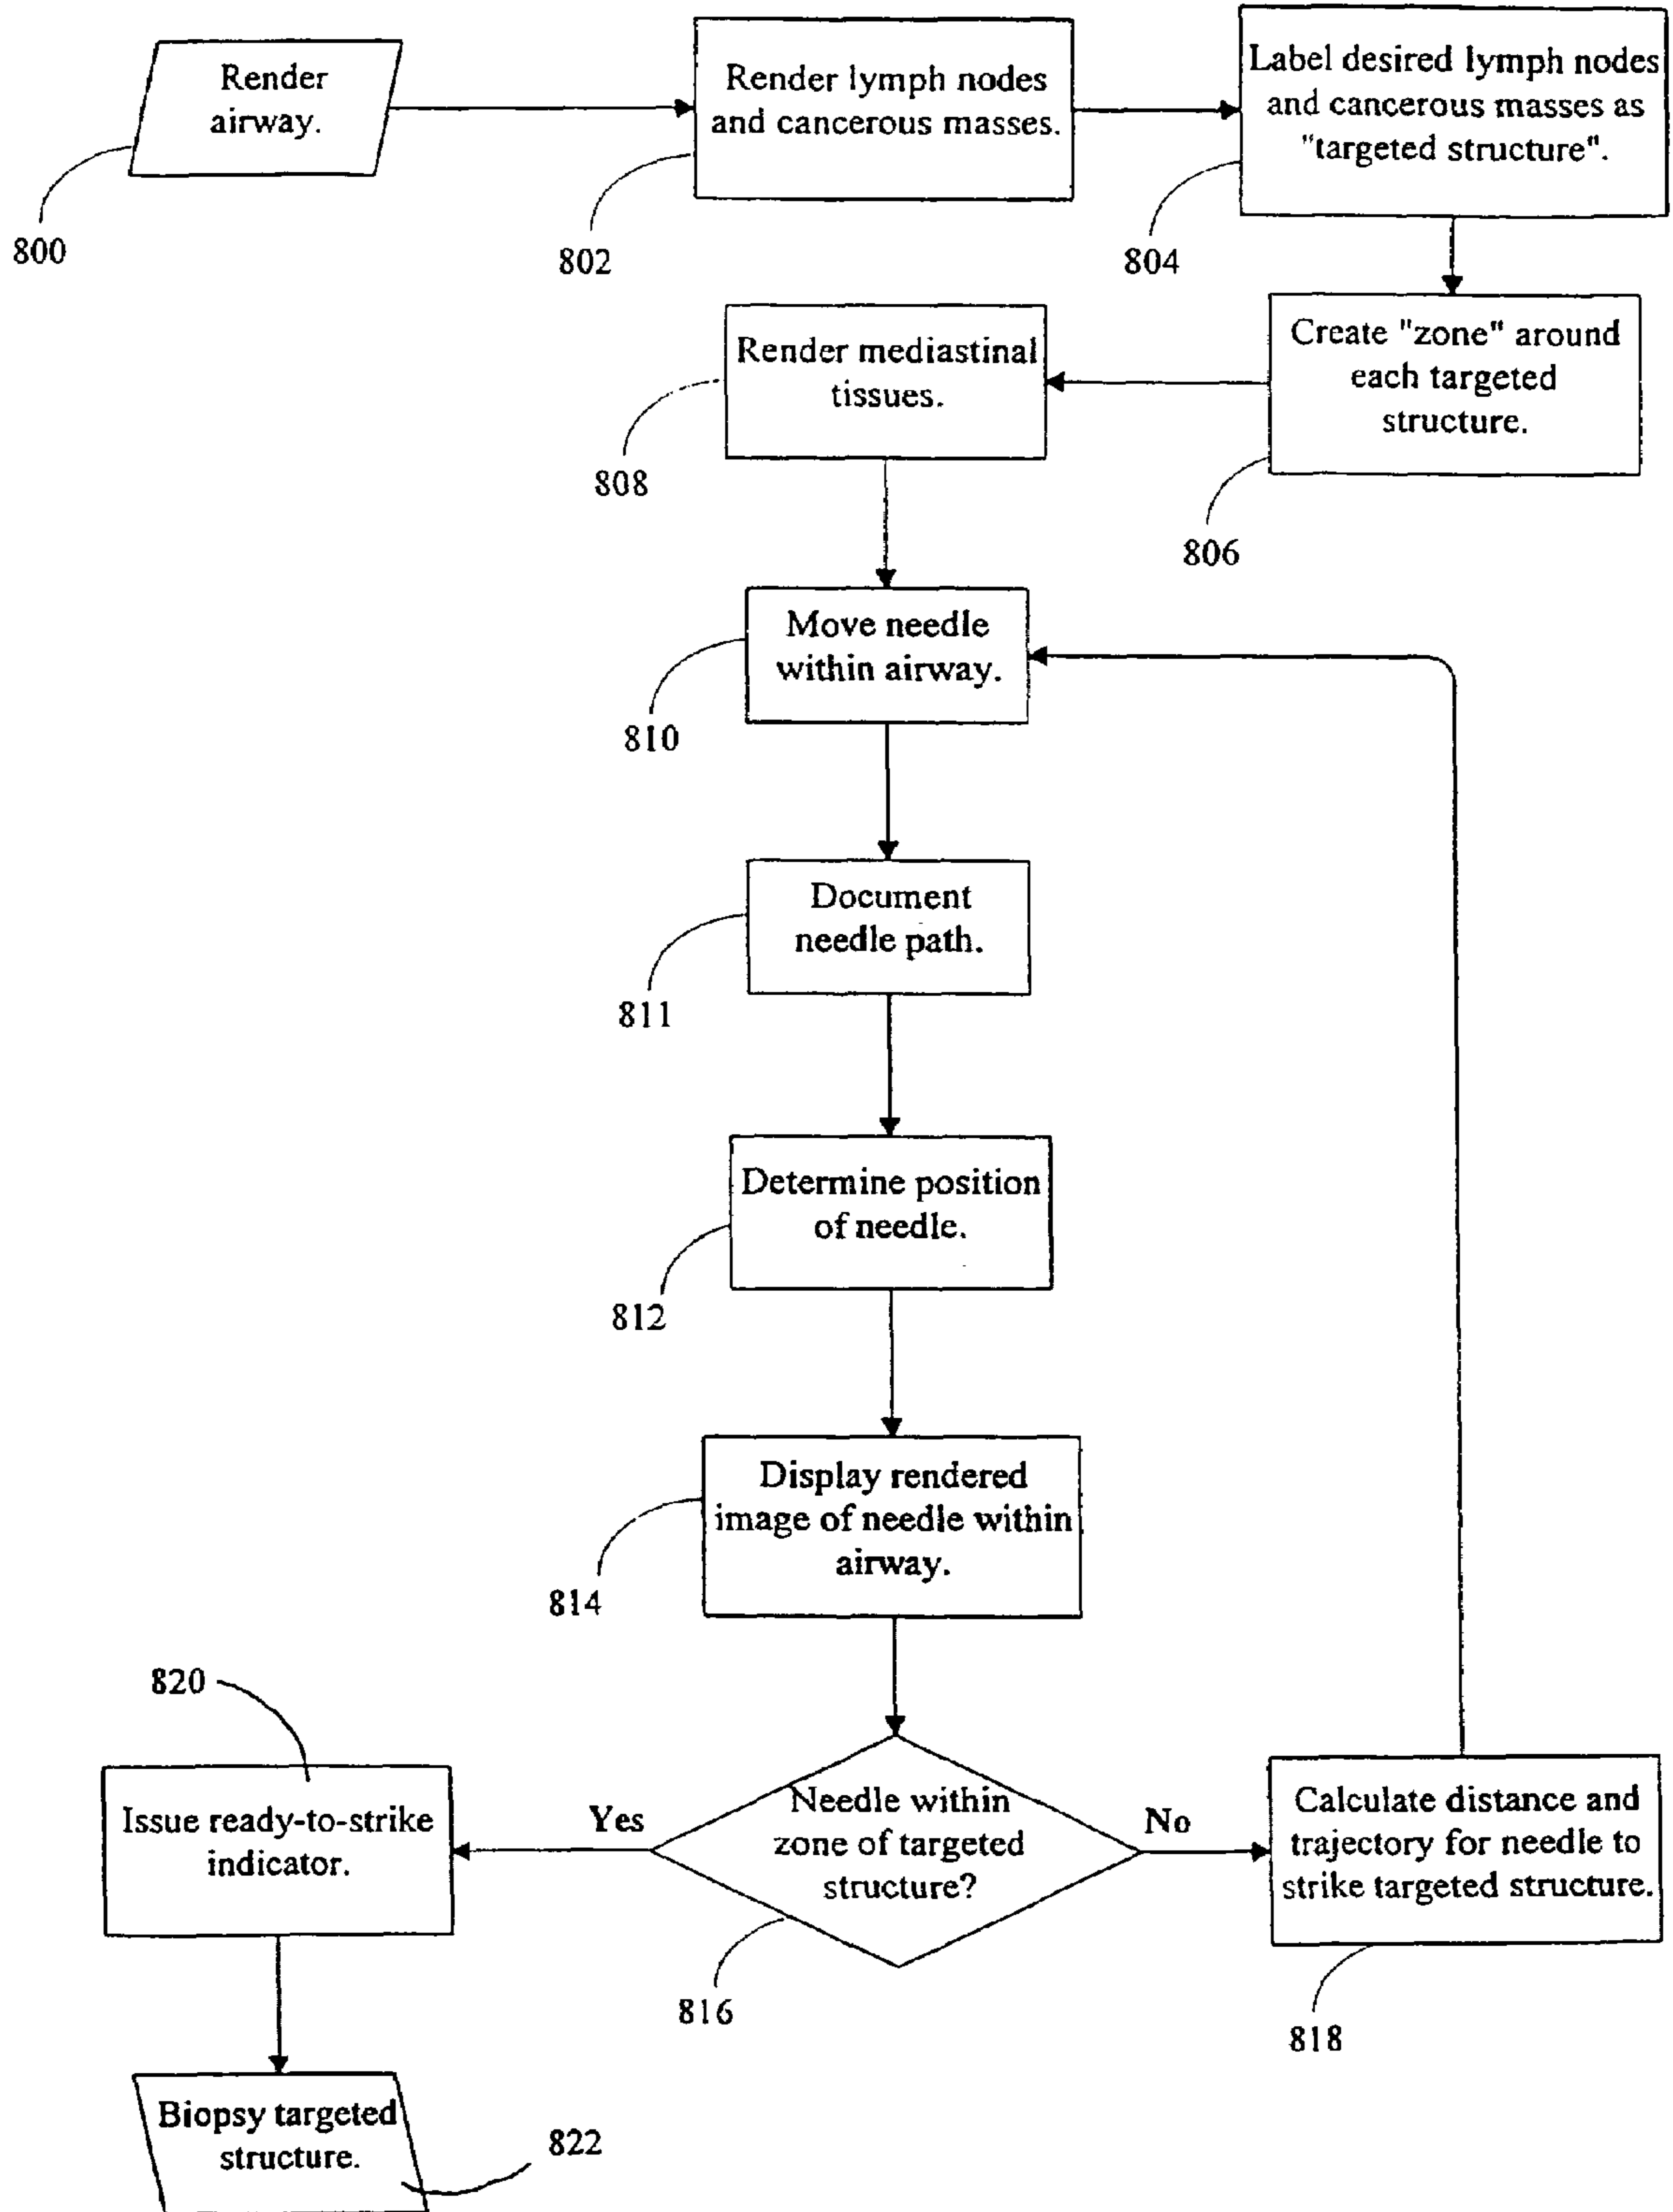 Render
airway.
800
Render lymph nodes
and cancerous masses.
802
Label desired lymph nodes
and cancerous masses as
"targeted structure".
804
Create "zone" around
each targeted
structure.
806
Render mediastinal
tissues.
808
Move needle
within airway.
810
Document
needle path.
811
Determine position
of needle.
812
Display rendered
image of needle within
airway.
814
Needle within
zone of targeted
structure?
816
No
Calculate distance and
trajectory for needle to
strike targeted structure.
818
Yes
820
Issue ready-to-strike
indicator.
Biopsy targeted
structure.
822